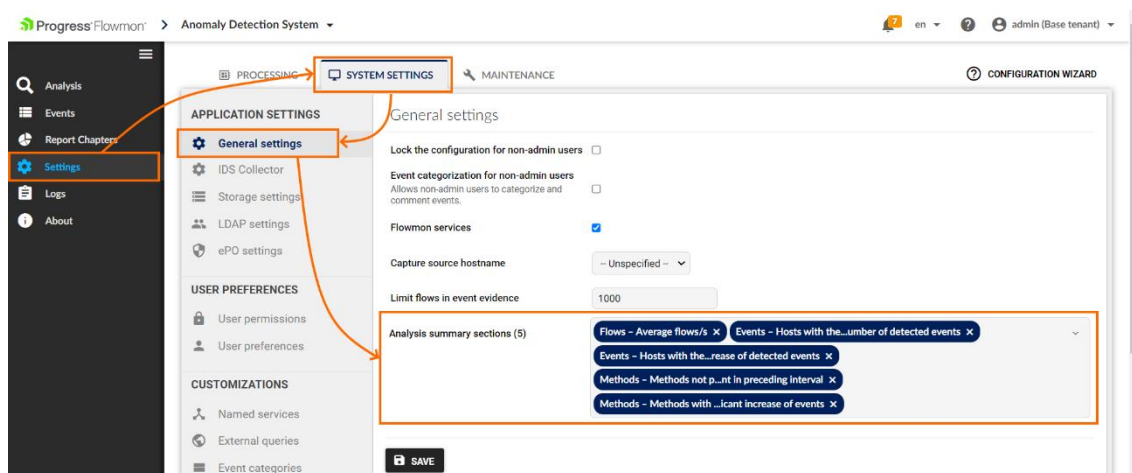 Progress® Flowmon®
Anomaly Detection System
7
en
admin (Base tenant)
Analysis
Events
Report Chapters
Settings
Logs
About
PROCESSING
SYSTEM SETTINGS
MAINTENANCE
CONFIGURATION WIZARD
APPLICATION SETTINGS
General settings
IDS Collector
Storage settings
LDAP settings
ePO settings
USER PREFERENCES
User permissions
User preferences
CUSTOMIZATIONS
Named services
External queries
Event categories
General settings
Lock the configuration for non-admin users
Event categorization for non-admin users
Allows non-admin users to categorize and
comment events.
Flowmon services
Capture source hostname
-- Unspecified --
Limit flows in event evidence
1000
Analysis summary sections (5)
Flows – Average flows/s ×
Events – Hosts with the...umber of detected events ×
Events – Hosts with the...rease of detected events ×
Methods – Methods not p...nt in preceding interval ×
Methods – Methods with ...icant increase of events ×
SAVE